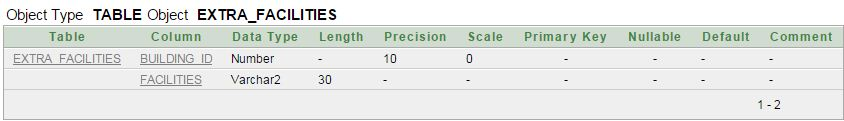 Object Type TABLE Object EXTRA_FACILITIES
Table Column Data Type Length Precision Scale Primary Key Nullable Default Comment
EXTRA_FACILITIES BUILDING_ID Number - 10 0 - - - -
FACILITIES Varchar2 30 - - - - - -
1 - 2